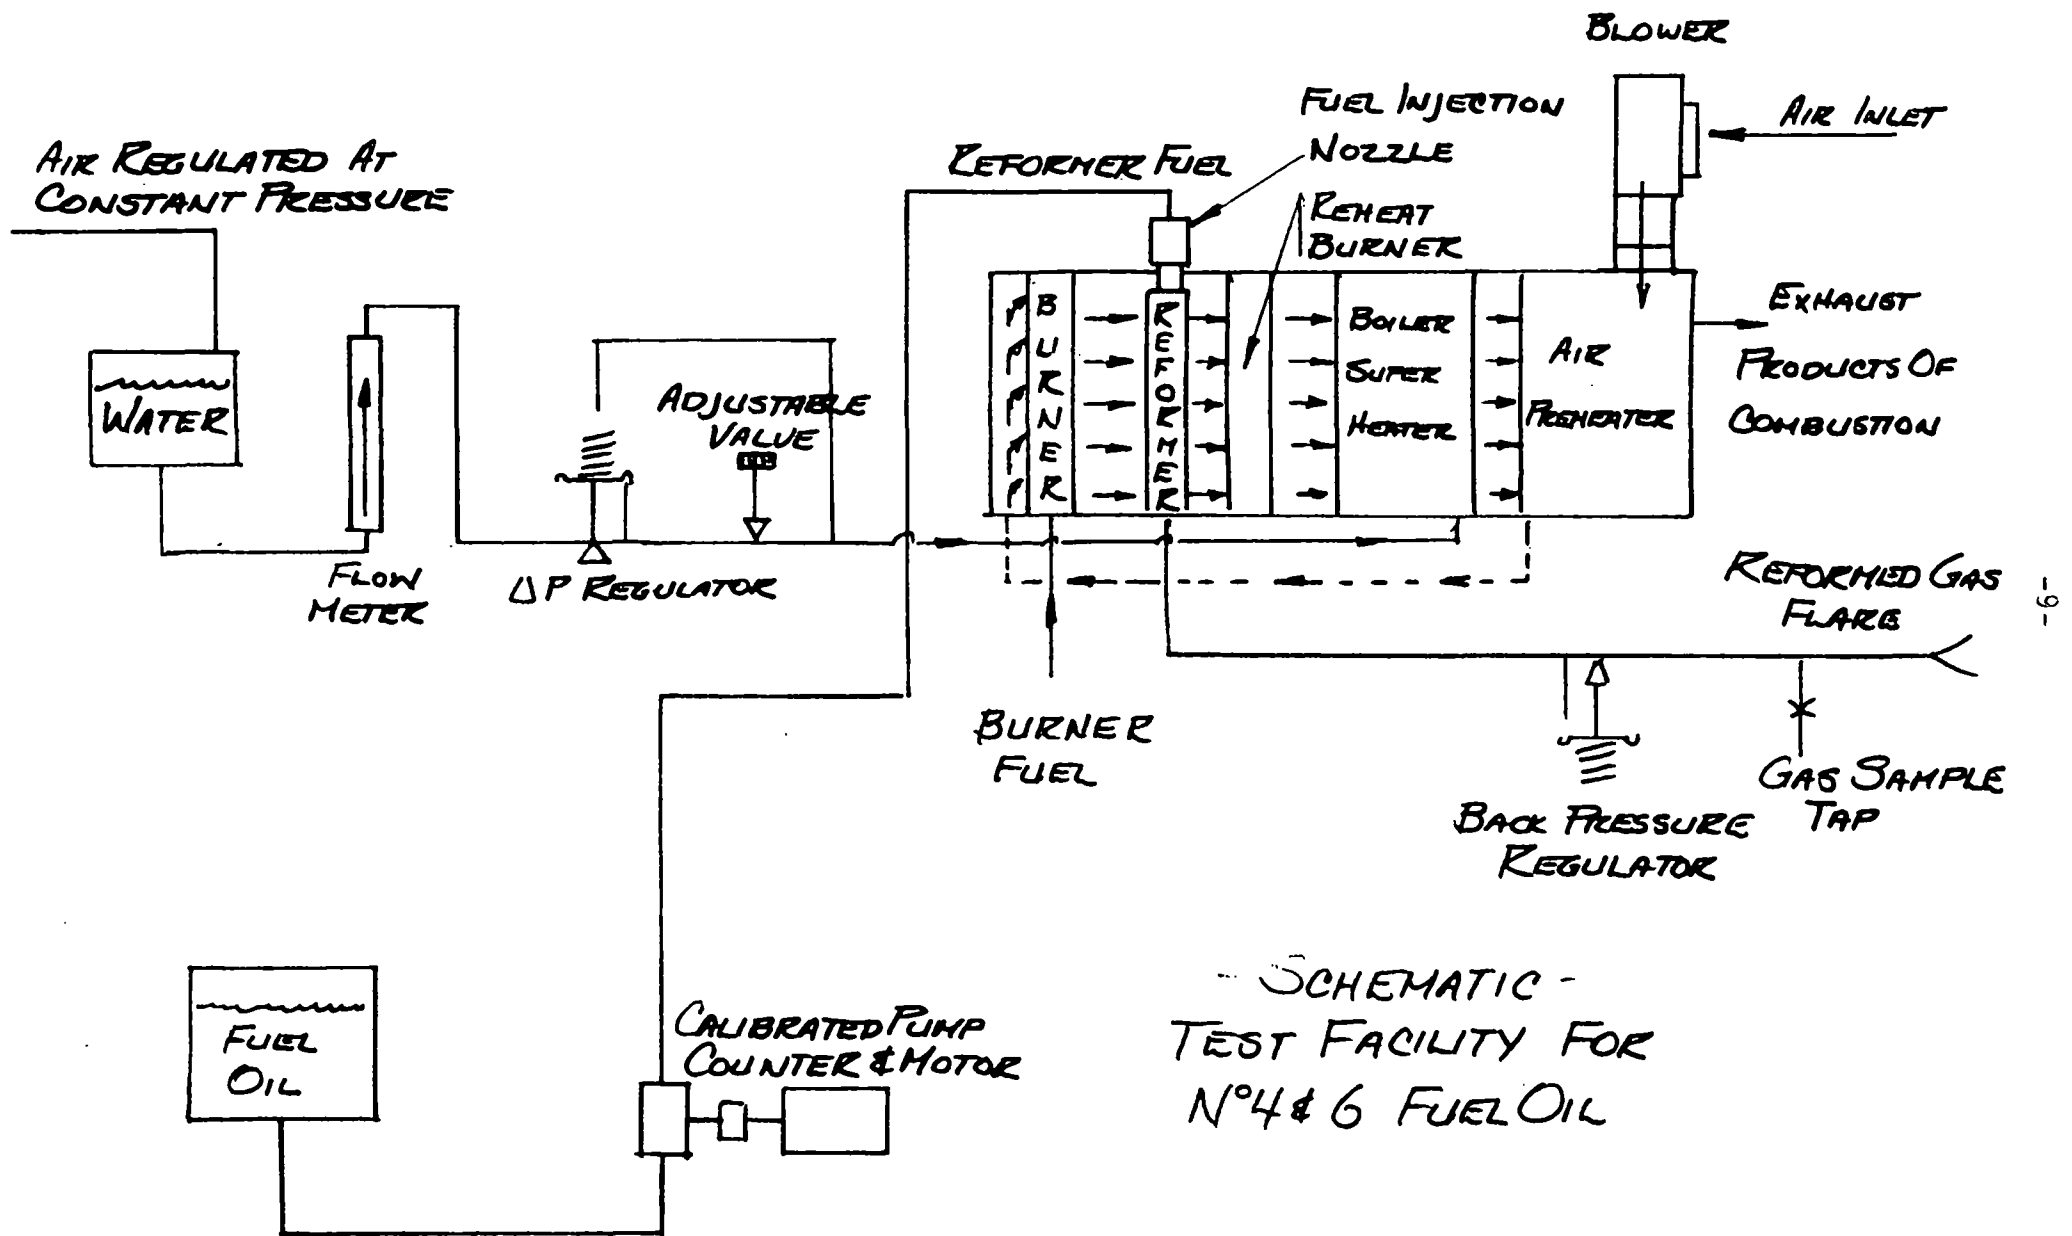 BLOWER
FUEL INJECTION
NOZZLE
AIR INLET
AIR REGULATED AT
CONSTANT PRESSURE
REFORMER FUEL
REHEAT
BURNER
BURNER
REFORMER
BOILER
SUPER
HEATER
AIR
PREHEATER
EXHAUST
PRODUCTS OF
COMBUSTION
WATER
ADJUSTABLE
VALUE
FLOW
METER
ΔP REGULATOR
REFORMED GAS
FLARE
-9-
BURNER
FUEL
GAS SAMPLE
TAP
BACK PRESSURE
REGULATOR
FUEL
OIL
CALIBRATED PUMP
COUNTER & MOTOR
- SCHEMATIC -
TEST FACILITY FOR
N°4 & 6 FUEL OIL